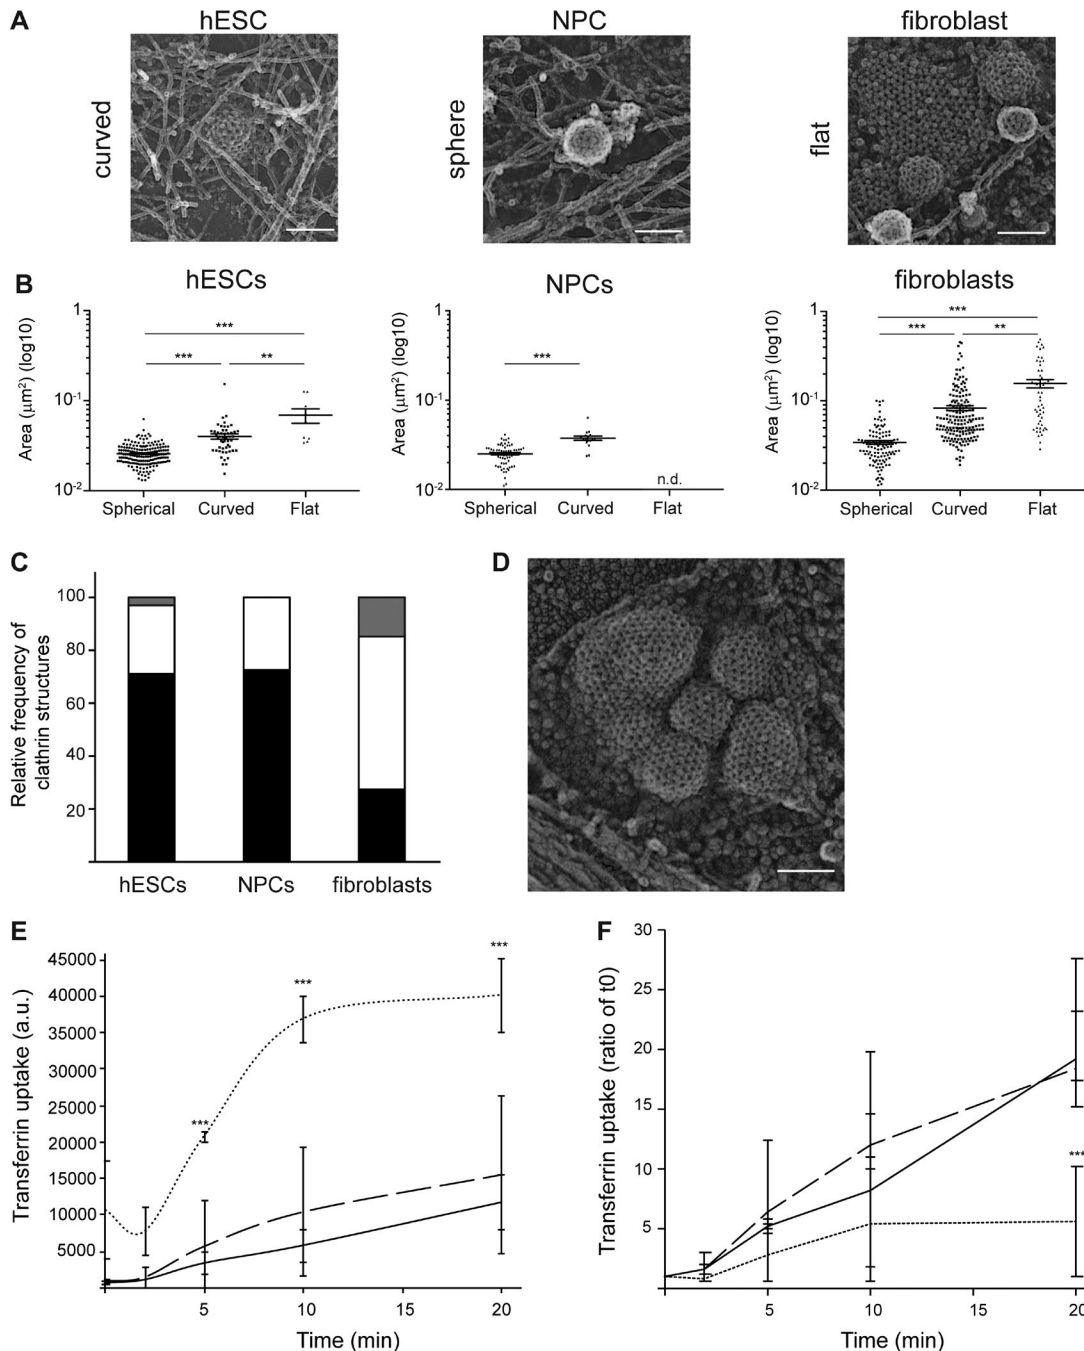 A
hESC
NPC
fibroblast
curved
sphere
flat
B
hESCs
NPCs
fibroblasts
Area (μm²) (log10)
1
10⁻¹
10⁻²
***
***
**
Spherical
Curved
Flat
Area (μm²) (log10)
1
10⁻¹
10⁻²
***
n.d.
Spherical
Curved
Flat
Area (μm²) (log10)
1
10⁻¹
10⁻²
***
***
**
Spherical
Curved
Flat
C
Relative frequency of
clathrin structures
100
80
60
40
20
hESCs
NPCs
fibroblasts
D
E
Transferrin uptake (a.u.)
45000
40000
35000
30000
25000
20000
15000
10000
5000
***
***
***
5
10
15
20
Time (min)
F
Transferrin uptake (ratio of t0)
30
25
20
15
10
5
***
5
10
15
20
Time (min)